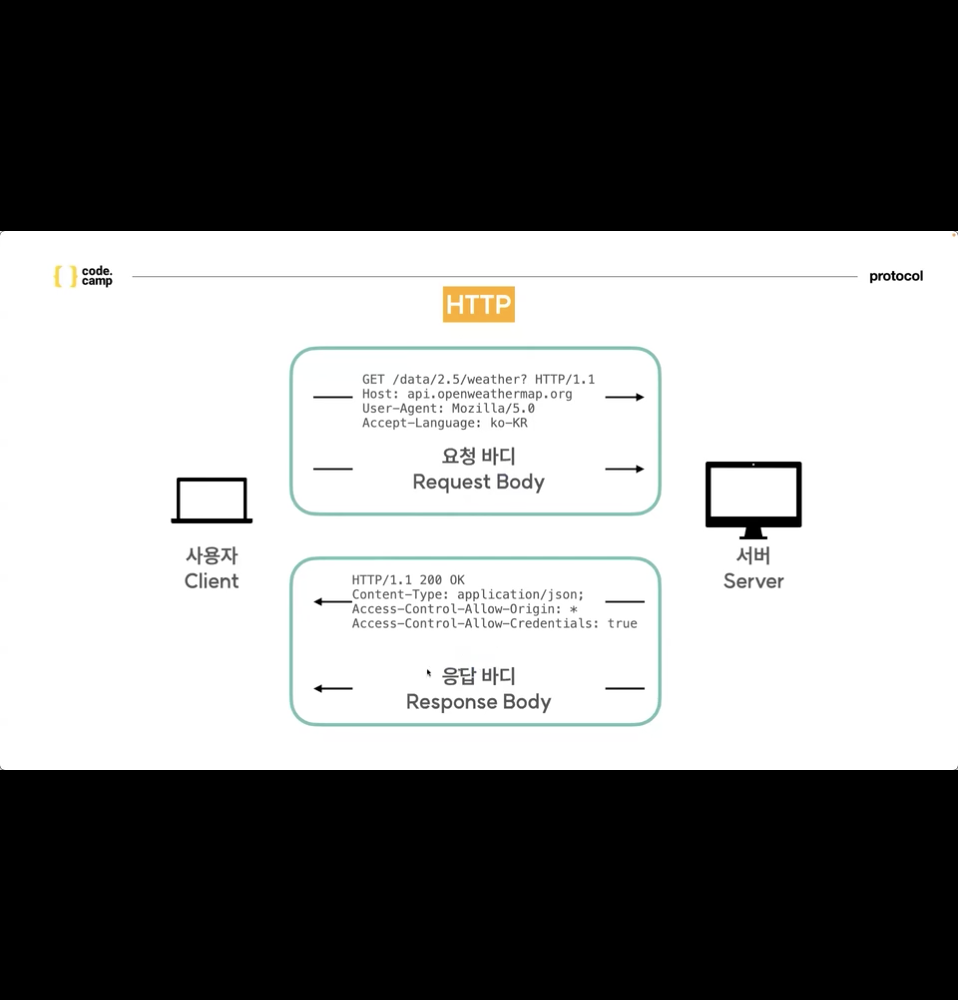 code.
camp
protocol
HTTP
GET /data/2.5/weather? HTTP/1.1
Host: api.openweathermap.org
User-Agent: Mozilla/5.0
Accept-Language: ko-KR
요청 바디
Request Body
사용자
Client
서버
Server
HTTP/1.1 200 OK
Content-Type: application/json;
Access-Control-Allow-Origin: *
Access-Control-Allow-Credentials: true
응답 바디
Response Body